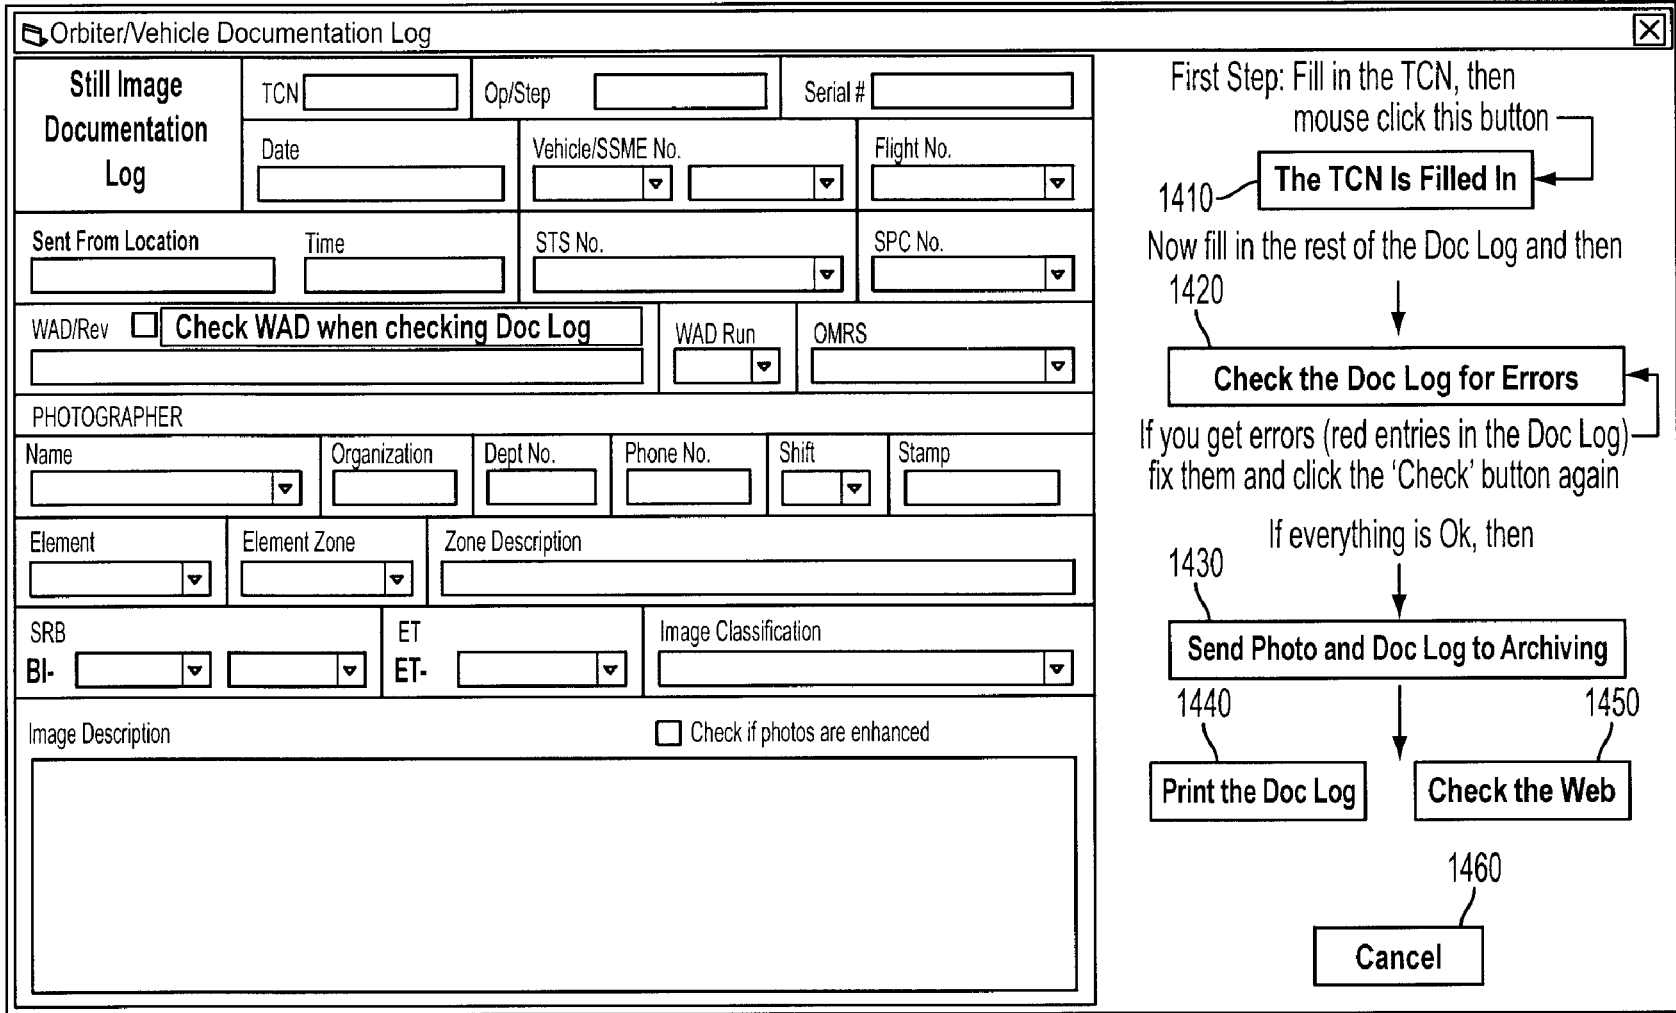 Orbiter/Vehicle Documentation Log
Still Image
Documentation
Log
TCN
Op/Step
Serial #
Date
Vehicle/SSME No.
Flight No.
Sent From Location
Time
STS No.
SPC No.
WAD/Rev
Check WAD when checking Doc Log
WAD Run
OMRS
PHOTOGRAPHER
Name
Organization
Dept No.
Phone No.
Shift
Stamp
Element
Element Zone
Zone Description
SRB
BI-
ET
ET-
Image Classification
Image Description
Check if photos are enhanced
First Step: Fill in the TCN, then
mouse click this button
The TCN Is Filled In
1410
Now fill in the rest of the Doc Log and then
1420
Check the Doc Log for Errors
If you get errors (red entries in the Doc Log)
fix them and click the 'Check' button again
If everything is Ok, then
1430
Send Photo and Doc Log to Archiving
1440
1450
Print the Doc Log
Check the Web
1460
Cancel